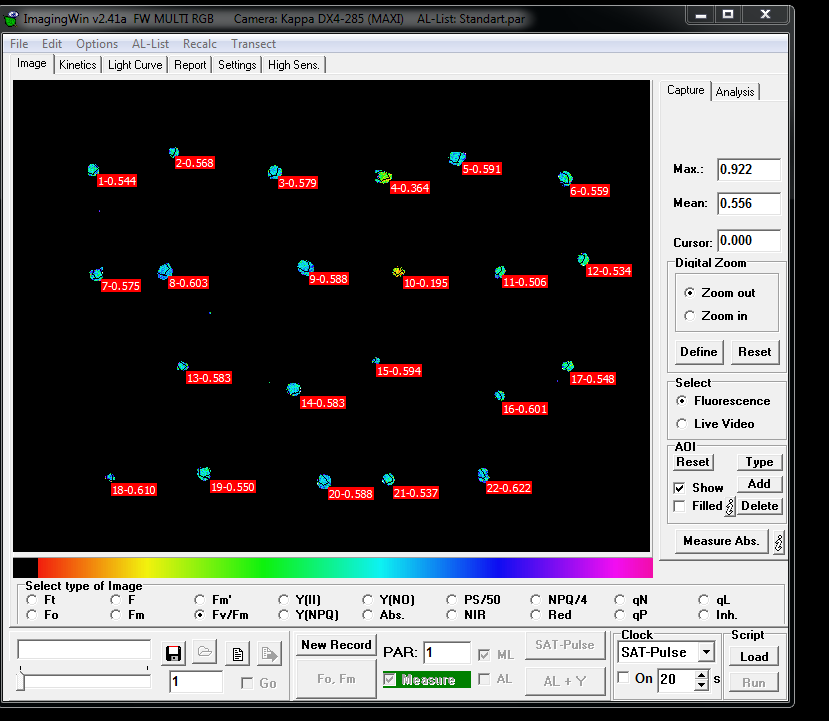 ImagingWin v2.41a  FW MULTI RGB    Camera: Kappa DX4-285 (MAXI)    AL-List: Standart.par
File  Edit  Options  AL-List  Recalc  Transect
Image  Kinetics  Light Curve  Report  Settings  High Sens.
Capture  Analysis
1-0.544
2-0.568
3-0.579
4-0.364
5-0.591
6-0.559
7-0.575
8-0.603
9-0.588
10-0.195
11-0.506
12-0.534
13-0.583
14-0.583
15-0.594
16-0.601
17-0.548
18-0.610
19-0.550
20-0.588
21-0.537
22-0.622
Max.: 0.922
Mean: 0.556
Cursor: 0.000
Digital Zoom
Zoom out
Zoom in
Define  Reset
Select
Fluorescence
Live Video
AOI
Reset  Type
Show  Add
Filled  Delete
Measure Abs.
Select type of Image
Ft  F  Fm'  Y(II)  Y(NO)  PS/50  NPQ/4  qN  qL
Fo  Fm  Fv/Fm  Y(NPQ)  Abs.  NIR  Red  qP  Inh.
1  Go
New Record
Fo, Fm
PAR: 1  ML
Measure  AL
SAT-Pulse
AL + Y
Clock
SAT-Pulse
On  20  s
Script
Load
Run